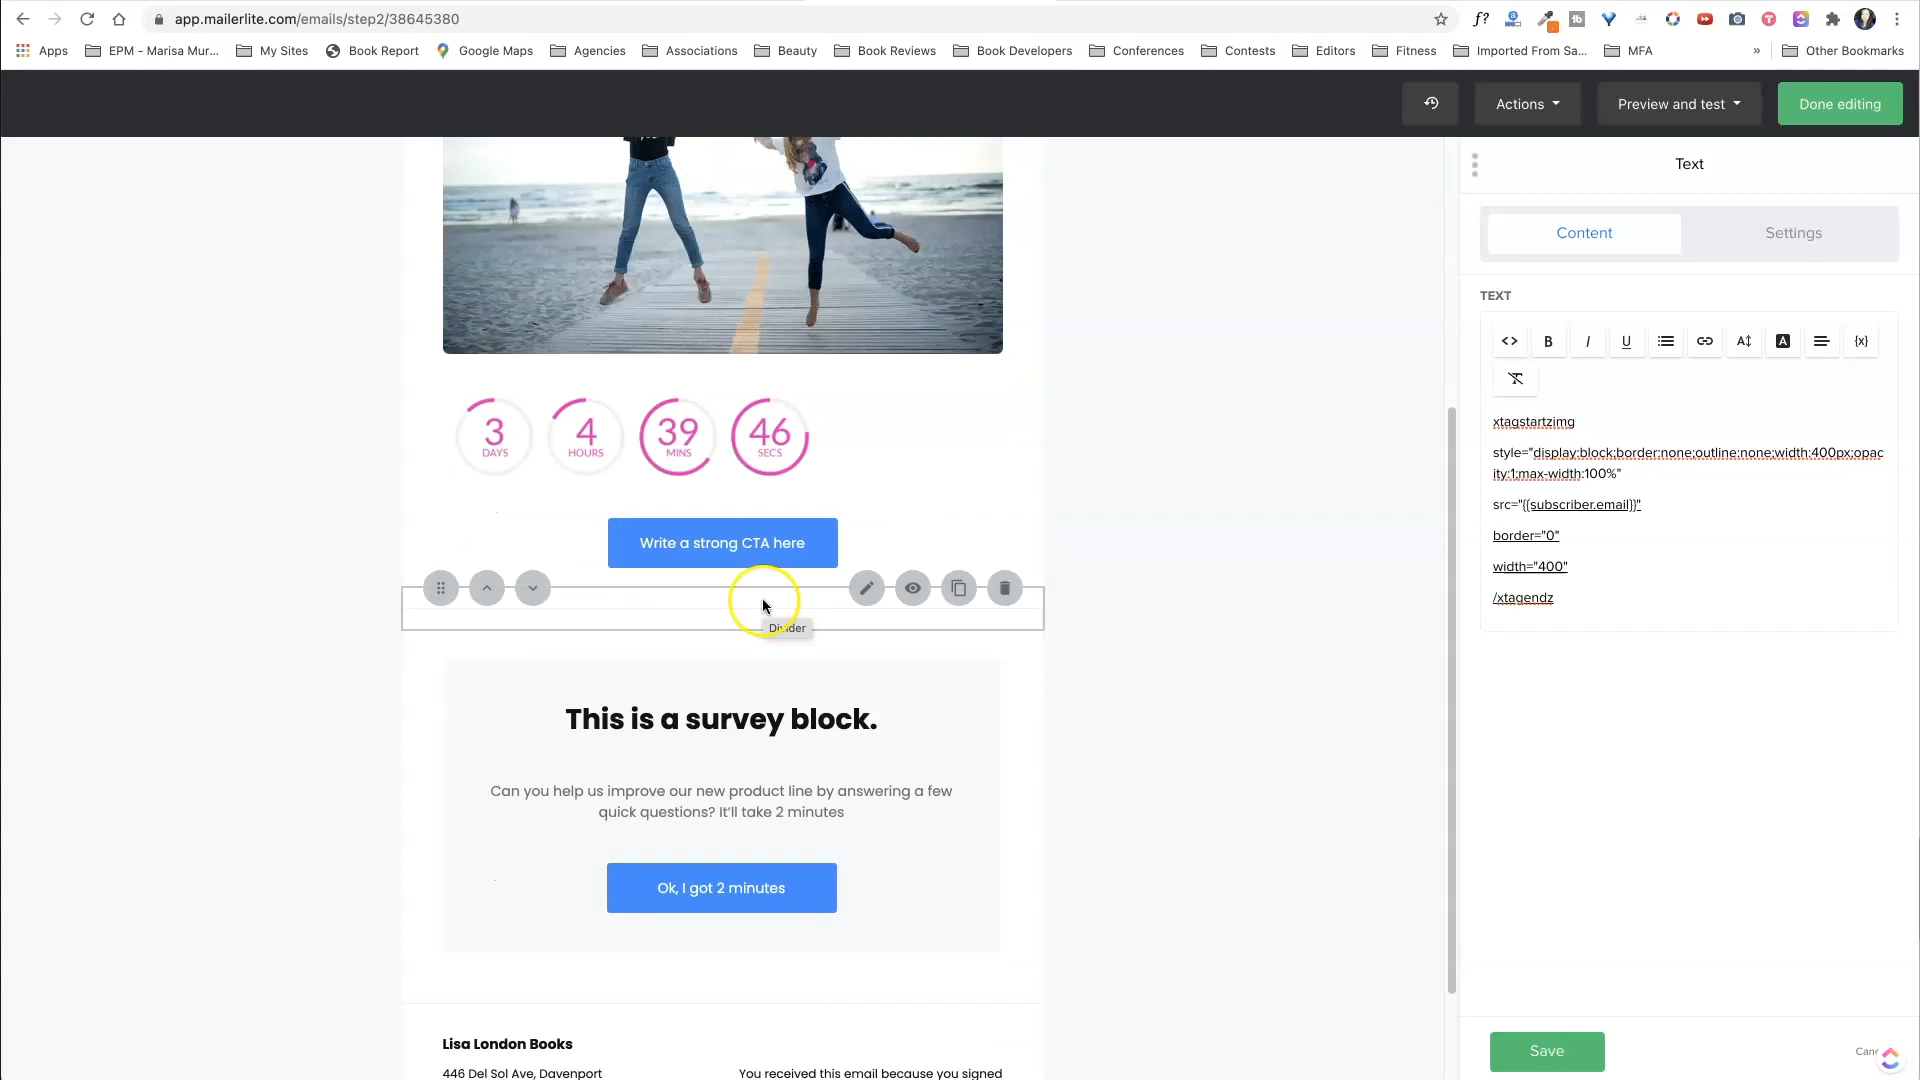 app.mailerlite.com/emails/step2/38645380
f?
Apps
EPM - Marisa Mur...
My Sites
Book Report
Google Maps
Agencies
Associations
Beauty
Book Reviews
Book Developers
Conferences
Contests
Editors
Fitness
Imported From Sa...
MFA
»
Other Bookmarks
Actions
Preview and test
Done editing
Text
Content
Settings
TEXT
<> B I U A {x}
xtagstartzimg
style="display:block;border:none;outline:none;width:400px;opac
ity:1;max-width:100%"
src="{{subscriber.email}}"
border="0"
width="400"
/xtagendz
3 4 39 46
DAYS HOURS MINS SECS
Write a strong CTA here
Divider
This is a survey block.
Can you help us improve our new product line by answering a few
quick questions? It'll take 2 minutes
Ok, I got 2 minutes
Lisa London Books
446 Del Sol Ave, Davenport
You received this email because you signed
Save
Canc